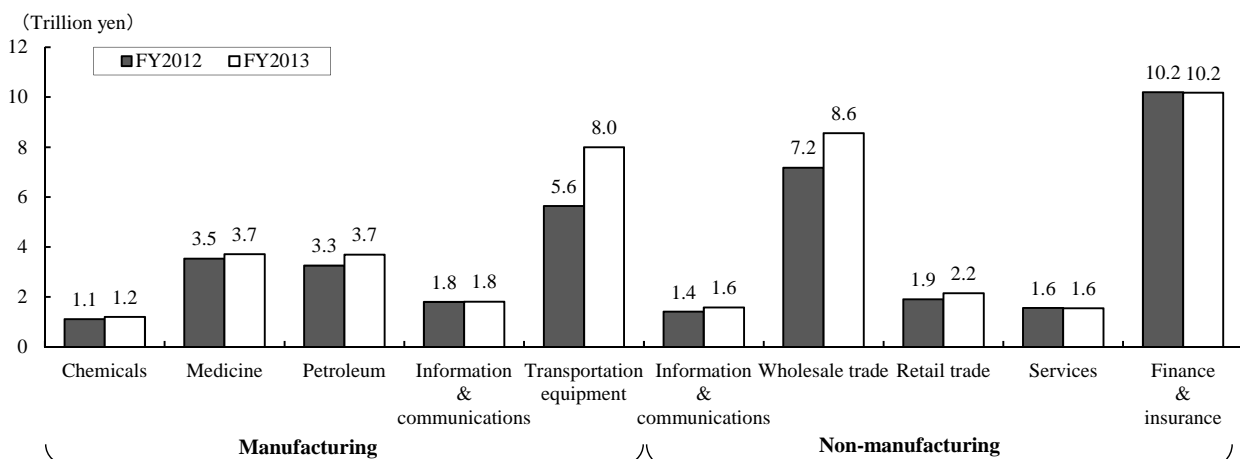 （Trillion yen）
12
10
8
6
4
2
0
FY2012 FY2013
1.1 1.2
3.5 3.7
3.3 3.7
1.8 1.8
5.6 8.0
1.4 1.6
7.2 8.6
1.9 2.2
1.6 1.6
10.2 10.2
Chemicals
Medicine
Petroleum
Information
&
communications
Transportation
equipment
Information
&
communications
Wholesale trade
Retail trade
Services
Finance
&
insurance
Manufacturing
Non-manufacturing